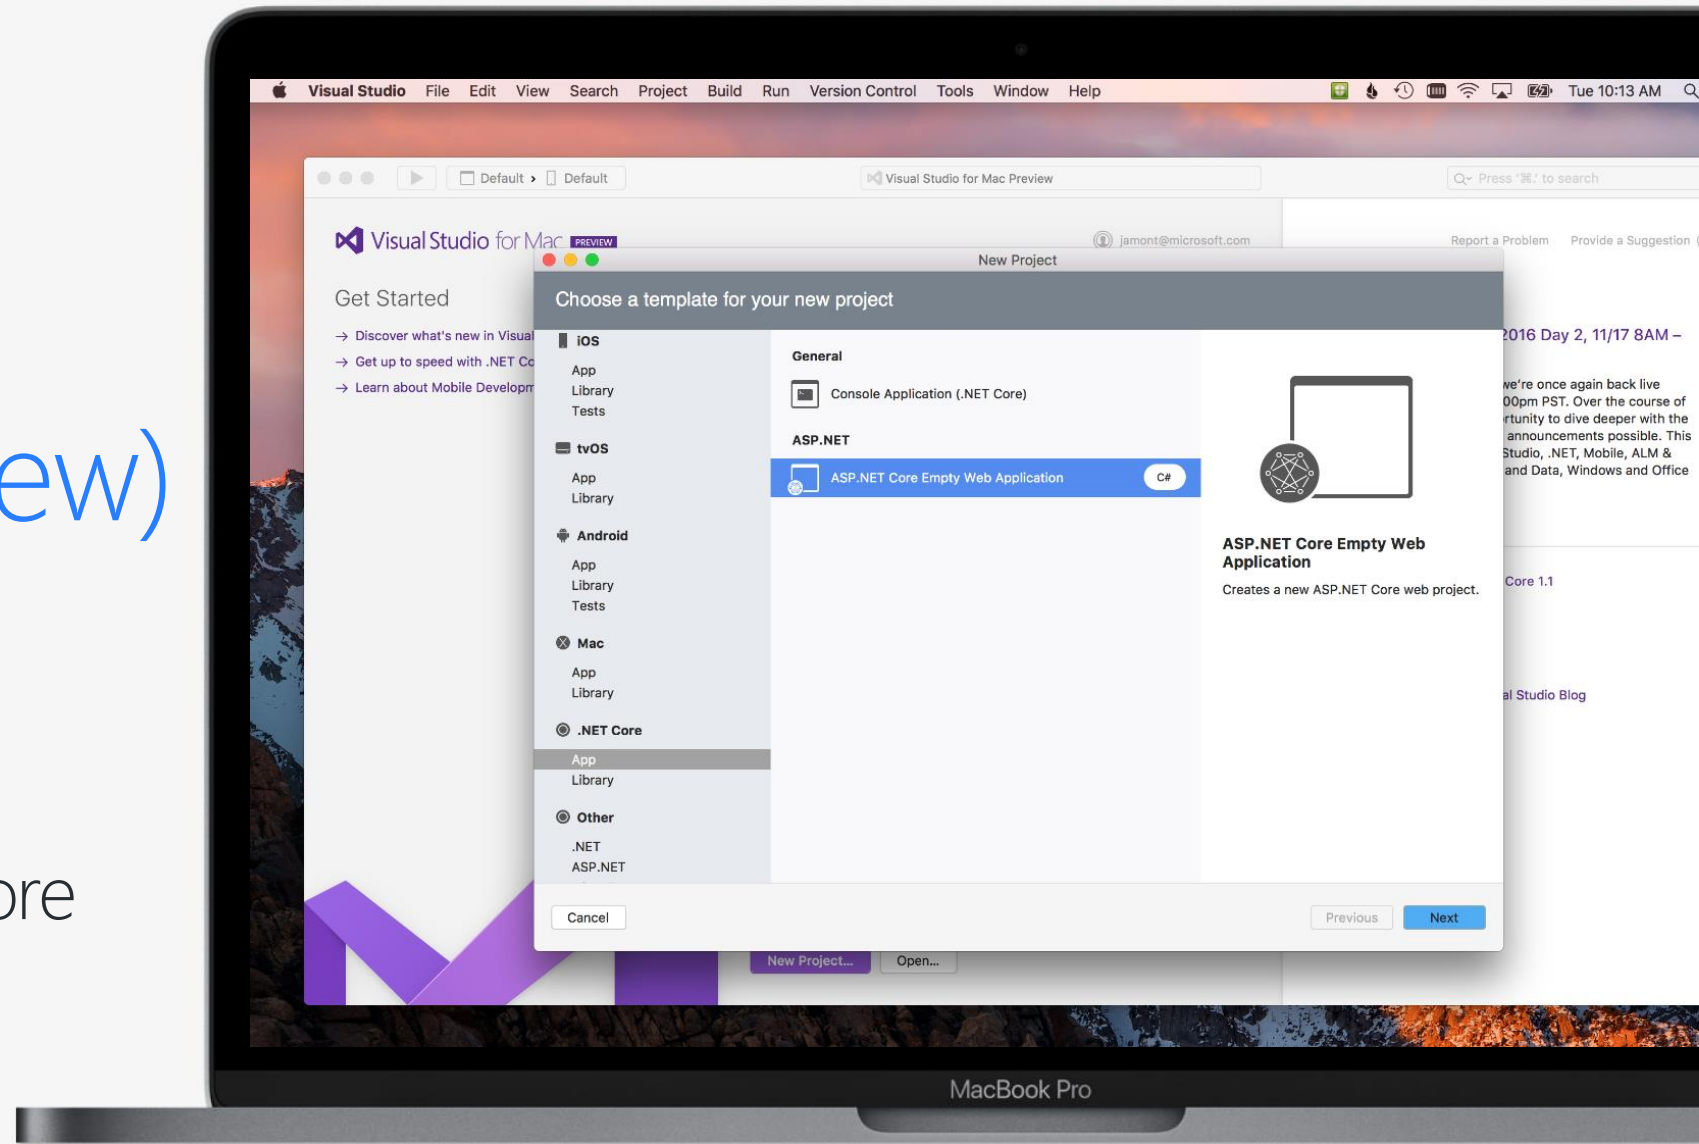 ew)
ore
Visual Studio File Edit View Search Project Build Run Version Control Tools Window Help Tue 10:13 AM
Default › Default
Visual Studio for Mac Preview
Press '⌘.' to search
Visual Studio for Mac PREVIEW
jamont@microsoft.com
Report a Problem Provide a Suggestion
Get Started
→ Discover what's new in Visual
→ Get up to speed with .NET Co
→ Learn about Mobile Developm
New Project
Choose a template for your new project
iOS
App
Library
Tests
tvOS
App
Library
Android
App
Library
Tests
Mac
App
Library
.NET Core
App
Library
Other
.NET
ASP.NET
General
Console Application (.NET Core)
ASP.NET
ASP.NET Core Empty Web Application C#
ASP.NET Core Empty Web
Application
Creates a new ASP.NET Core web project.
Cancel
Previous Next
2016 Day 2, 11/17 8AM –
we're once again back live
00pm PST. Over the course of
rtunity to dive deeper with the
announcements possible. This
Studio, .NET, Mobile, ALM &
and Data, Windows and Office
Core 1.1
al Studio Blog
New Project... Open...
MacBook Pro